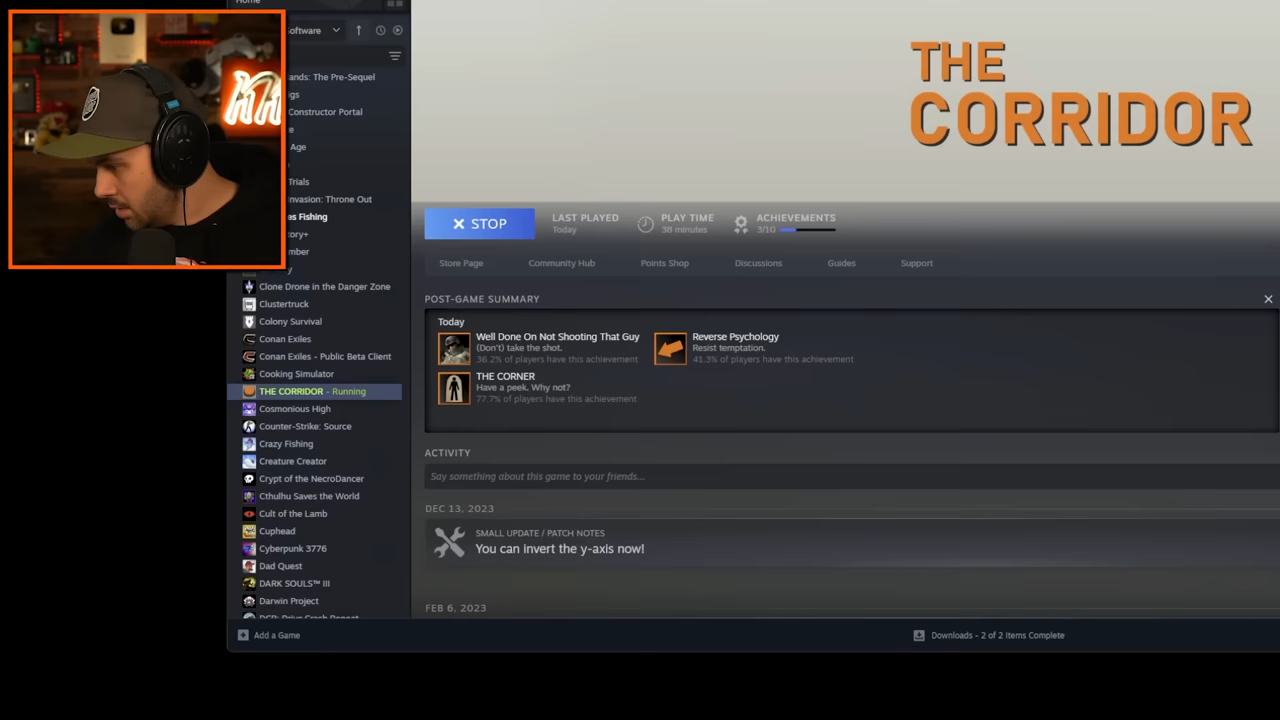 Home
oftware
ands: The Pre-Sequel
gs
Constructor Portal
e
Age
Trials
Invasion: Throne Out
es Fishing
ory+
mber
y
Clone Drone in the Danger Zone
Clustertruck
Colony Survival
Conan Exiles
Conan Exiles - Public Beta Client
Cooking Simulator
THE CORRIDOR - Running
Cosmonious High
Counter-Strike: Source
Crazy Fishing
Creature Creator
Crypt of the NecroDancer
Cthulhu Saves the World
Cult of the Lamb
Cuphead
Cyberpunk 3776
Dad Quest
DARK SOULS™ III
Darwin Project
Add a Game
THE
CORRIDOR
STOP
LAST PLAYED
Today
PLAY TIME
38 minutes
ACHIEVEMENTS
3/10
Store Page
Community Hub
Points Shop
Discussions
Guides
Support
POST-GAME SUMMARY
Today
Well Done On Not Shooting That Guy
(Don't) take the shot.
36.2% of players have this achievement
Reverse Psychology
Resist temptation.
41.3% of players have this achievement
THE CORNER
Have a peek. Why not?
77.7% of players have this achievement
ACTIVITY
Say something about this game to your friends...
DEC 13, 2023
SMALL UPDATE / PATCH NOTES
You can invert the y-axis now!
FEB 6, 2023
Downloads - 2 of 2 Items Complete